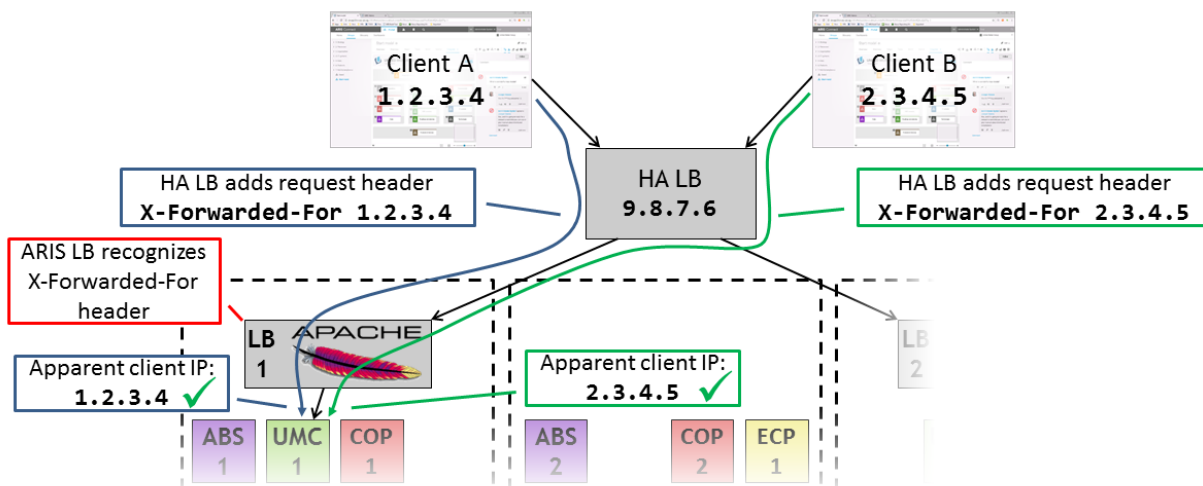 Client A
1.2.3.4
Client B
2.3.4.5
HA LB adds request header
X-Forwarded-For 1.2.3.4
HA LB
9.8.7.6
HA LB adds request header
X-Forwarded-For 2.3.4.5
ARIS LB recognizes
X-Forwarded-For
header
LB
1
APACHE
LB
2
Apparent client IP:
1.2.3.4
Apparent client IP:
2.3.4.5
ABS
1
UMC
1
COP
1
ABS
2
COP
2
ECP
1